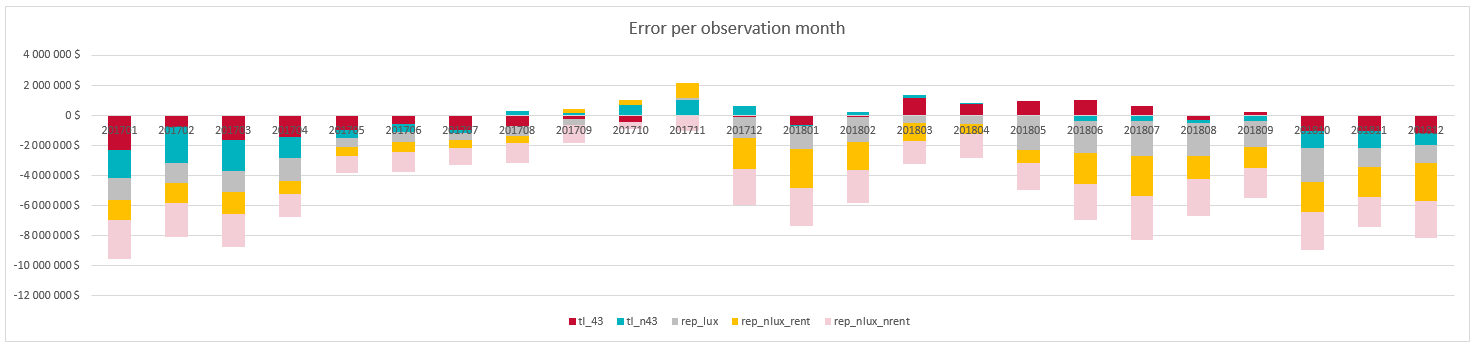 Error per observation month
4 000 000 $
2 000 000 $
0 $
201701 201702 201703 201704 201705 201706 201707 201708 201709 201710 201711 201712 201801 201802 201803 201804 201805 201806 201807 201808 201809 201810 201811 201812
-2 000 000 $
-4 000 000 $
-6 000 000 $
-8 000 000 $
-10 000 000 $
-12 000 000 $
tl_43 tl_n43 rep_lux rep_nlux_rent rep_nlux_nrent